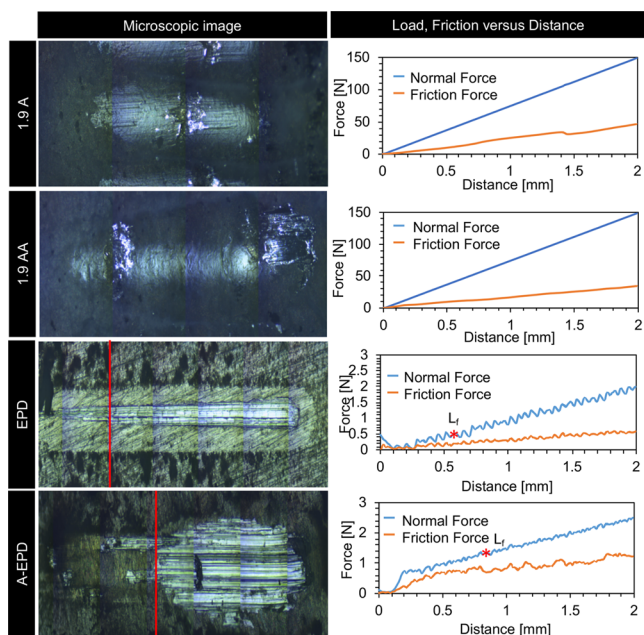 Microscopic image
Load, Friction versus Distance
1.9 A
150
100
50
0
Force [N]
Normal Force
Friction Force
0
0.5
1
1.5
2
Distance [mm]
1.9 AA
150
100
50
0
Force [N]
Normal Force
Friction Force
0
0.5
1
1.5
2
Distance [mm]
EPD
3
2.5
2
1.5
1
0.5
0
Force [N]
Normal Force
Friction Force
Lf
*
0
0.5
1
1.5
2
Distance [mm]
A-EPD
3
2
1
0
Force [N]
Normal Force
Friction Force
Lf
*
0
0.5
1
1.5
2
Distance [mm]